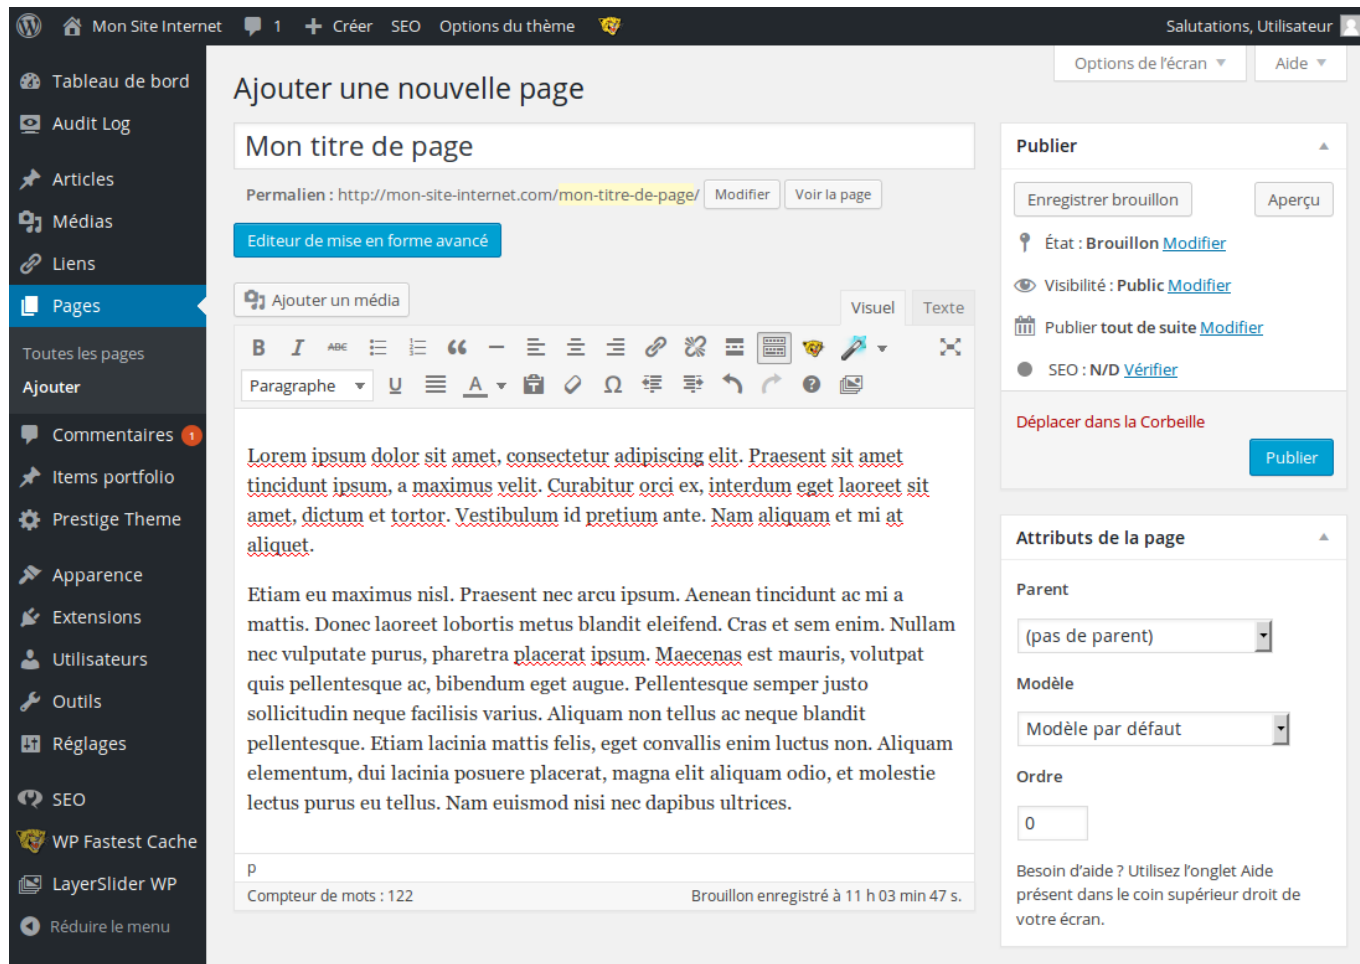 Mon Site Internet 1 Créer SEO Options du thème Salutations, Utilisateur
Options de l'écran Aide
Tableau de bord
Audit Log
Articles
Médias
Liens
Pages
Toutes les pages
Ajouter
Commentaires 1
Items portfolio
Prestige Theme
Apparence
Extensions
Utilisateurs
Outils
Réglages
SEO
WP Fastest Cache
LayerSlider WP
Réduire le menu
Ajouter une nouvelle page
Mon titre de page
Permalien : http://mon-site-internet.com/mon-titre-de-page/ Modifier Voir la page
Editeur de mise en forme avancé
Ajouter un média
Visuel Texte
B I ABC
Paragraphe U A Ω
Lorem ipsum dolor sit amet, consectetur adipiscing elit. Praesent sit amet
tincidunt ipsum, a maximus velit. Curabitur orci ex, interdum eget laoreet sit
amet, dictum et tortor. Vestibulum id pretium ante. Nam aliquam et mi at
aliquet.
Etiam eu maximus nisl. Praesent nec arcu ipsum. Aenean tincidunt ac mi a
mattis. Donec laoreet lobortis metus blandit eleifend. Cras et sem enim. Nullam
nec vulputate purus, pharetra placerat ipsum. Maecenas est mauris, volutpat
quis pellentesque ac, bibendum eget augue. Pellentesque semper justo
sollicitudin neque facilisis varius. Aliquam non tellus ac neque blandit
pellentesque. Etiam lacinia mattis felis, eget convallis enim luctus non. Aliquam
elementum, dui lacinia posuere placerat, magna elit aliquam odio, et molestie
lectus purus eu tellus. Nam euismod nisi nec dapibus ultrices.
p
Compteur de mots : 122 Brouillon enregistré à 11 h 03 min 47 s.
Publier
Enregistrer brouillon Aperçu
État : Brouillon Modifier
Visibilité : Public Modifier
Publier tout de suite Modifier
SEO : N/D Vérifier
Déplacer dans la Corbeille
Publier
Attributs de la page
Parent
(pas de parent)
Modèle
Modèle par défaut
Ordre
0
Besoin d'aide ? Utilisez l'onglet Aide
présent dans le coin supérieur droit de
votre écran.